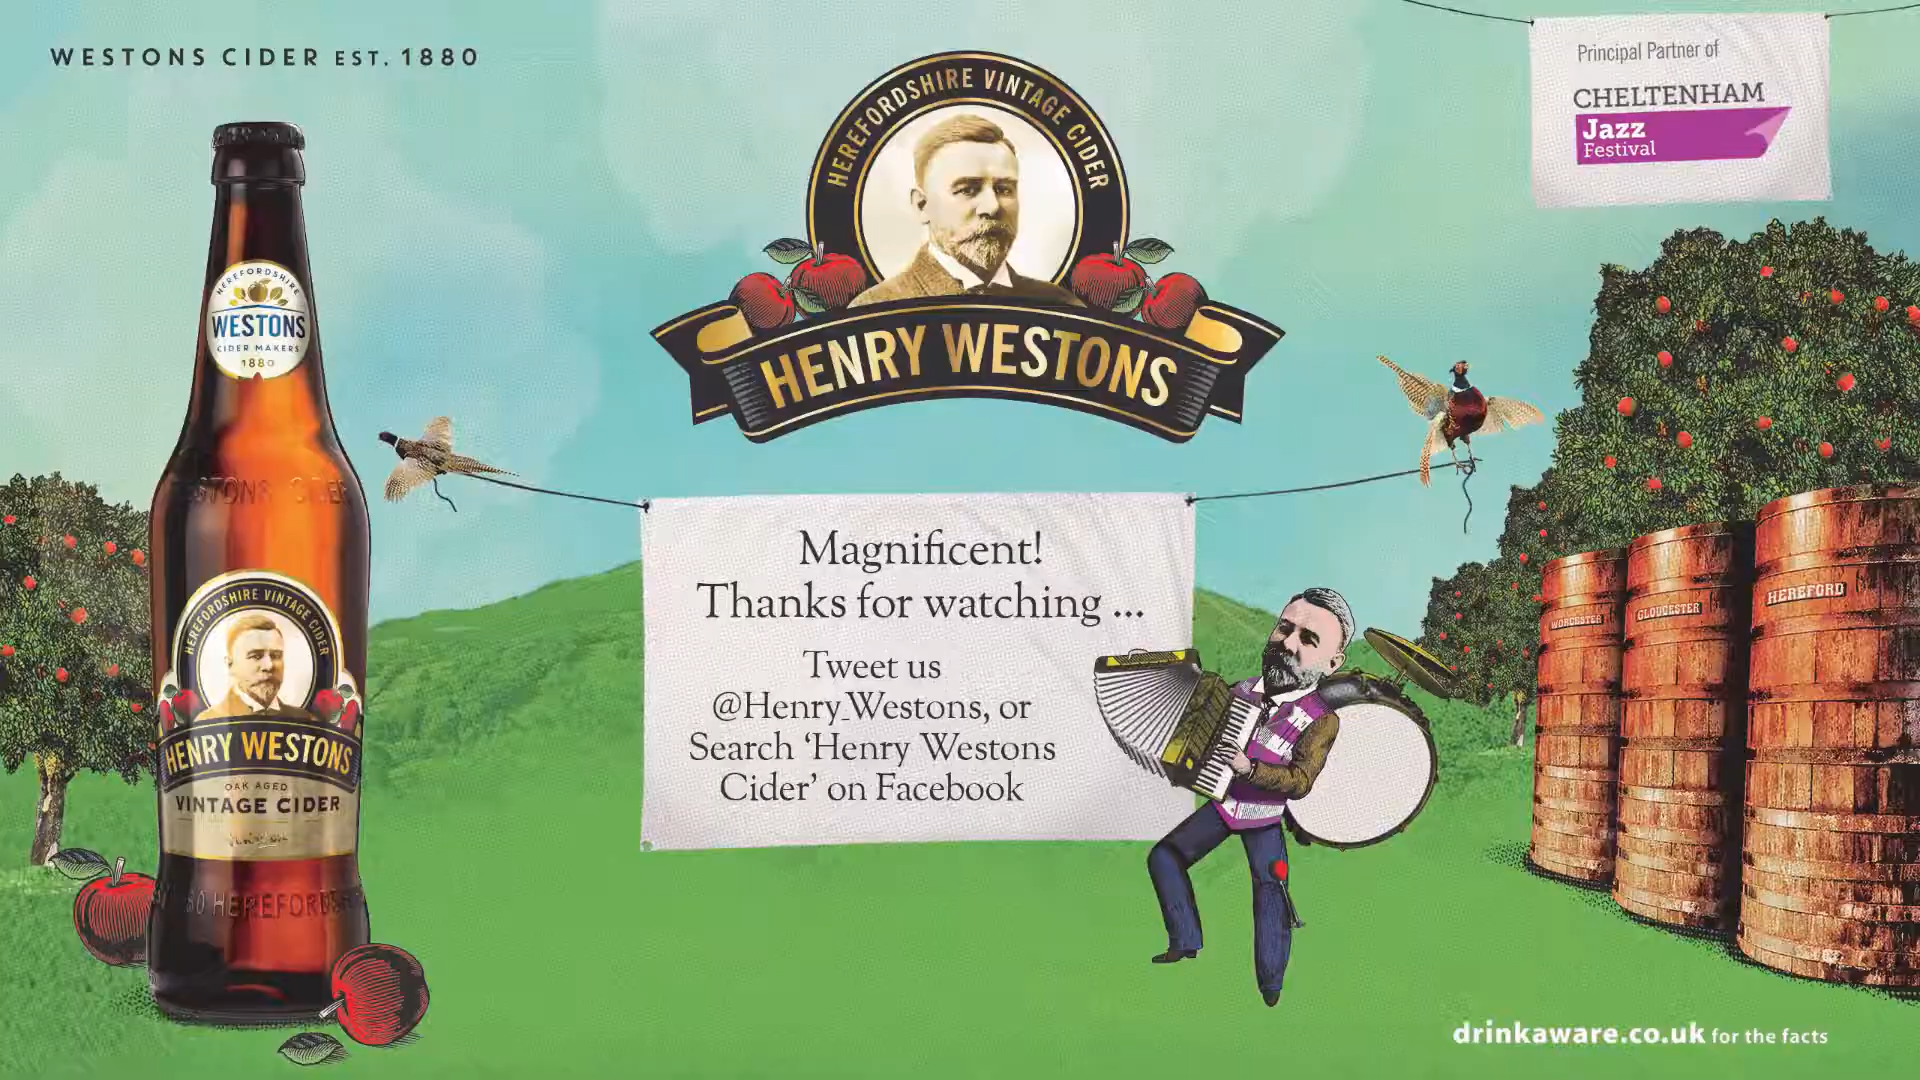 WESTONS CIDER EST. 1880
Principal Partner of
CHELTENHAM
Jazz
Festival
HEREFORDSHIRE VINTAGE CIDER
HENRY WESTONS
HEREFORDSHIRE
WESTONS
CIDER MAKERS
1880
HEREFORDSHIRE VINTAGE CIDER
HENRY WESTONS
OAK AGED
VINTAGE CIDER
Magnificent!
Thanks for watching ...
Tweet us
@Henry_Westons, or
Search ‘Henry Westons
Cider’ on Facebook
WORCESTER
GLOUCESTER
HEREFORD
drinkaware.co.uk for the facts